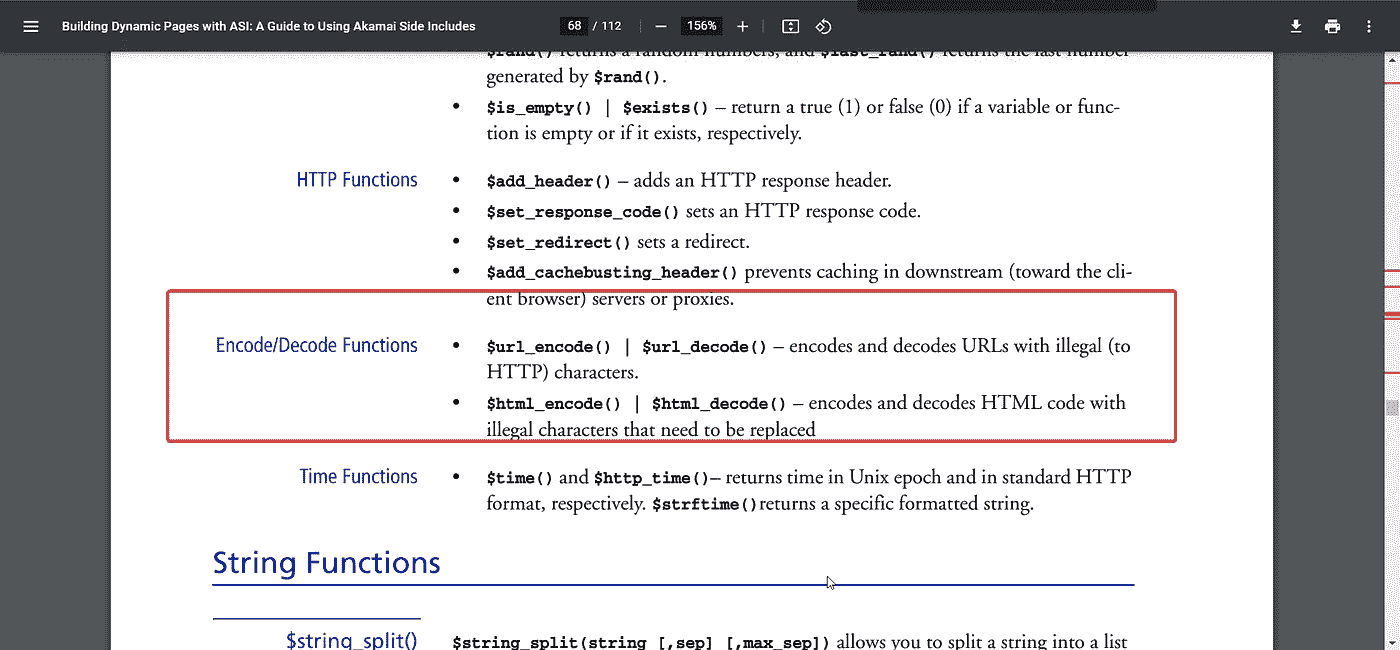 Building Dynamic Pages with ASI: A Guide to Using Akamai Side Includes 68 / 112 156%
$rand() returns a random numbers, and $last_rand() returns the last number
generated by $rand().
• $is_empty() | $exists() – return a true (1) or false (0) if a variable or func-
tion is empty or if it exists, respectively.
HTTP Functions • $add_header() – adds an HTTP response header.
• $set_response_code() sets an HTTP response code.
• $set_redirect() sets a redirect.
• $add_cachebusting_header() prevents caching in downstream (toward the cli-
ent browser) servers or proxies.
Encode/Decode Functions • $url_encode() | $url_decode() – encodes and decodes URLs with illegal (to
HTTP) characters.
• $html_encode() | $html_decode() – encodes and decodes HTML code with
illegal characters that need to be replaced
Time Functions • $time() and $http_time()– returns time in Unix epoch and in standard HTTP
format, respectively. $strftime()returns a specific formatted string.
String Functions
$string_split() $string_split(string [,sep] [,max_sep]) allows you to split a string into a list